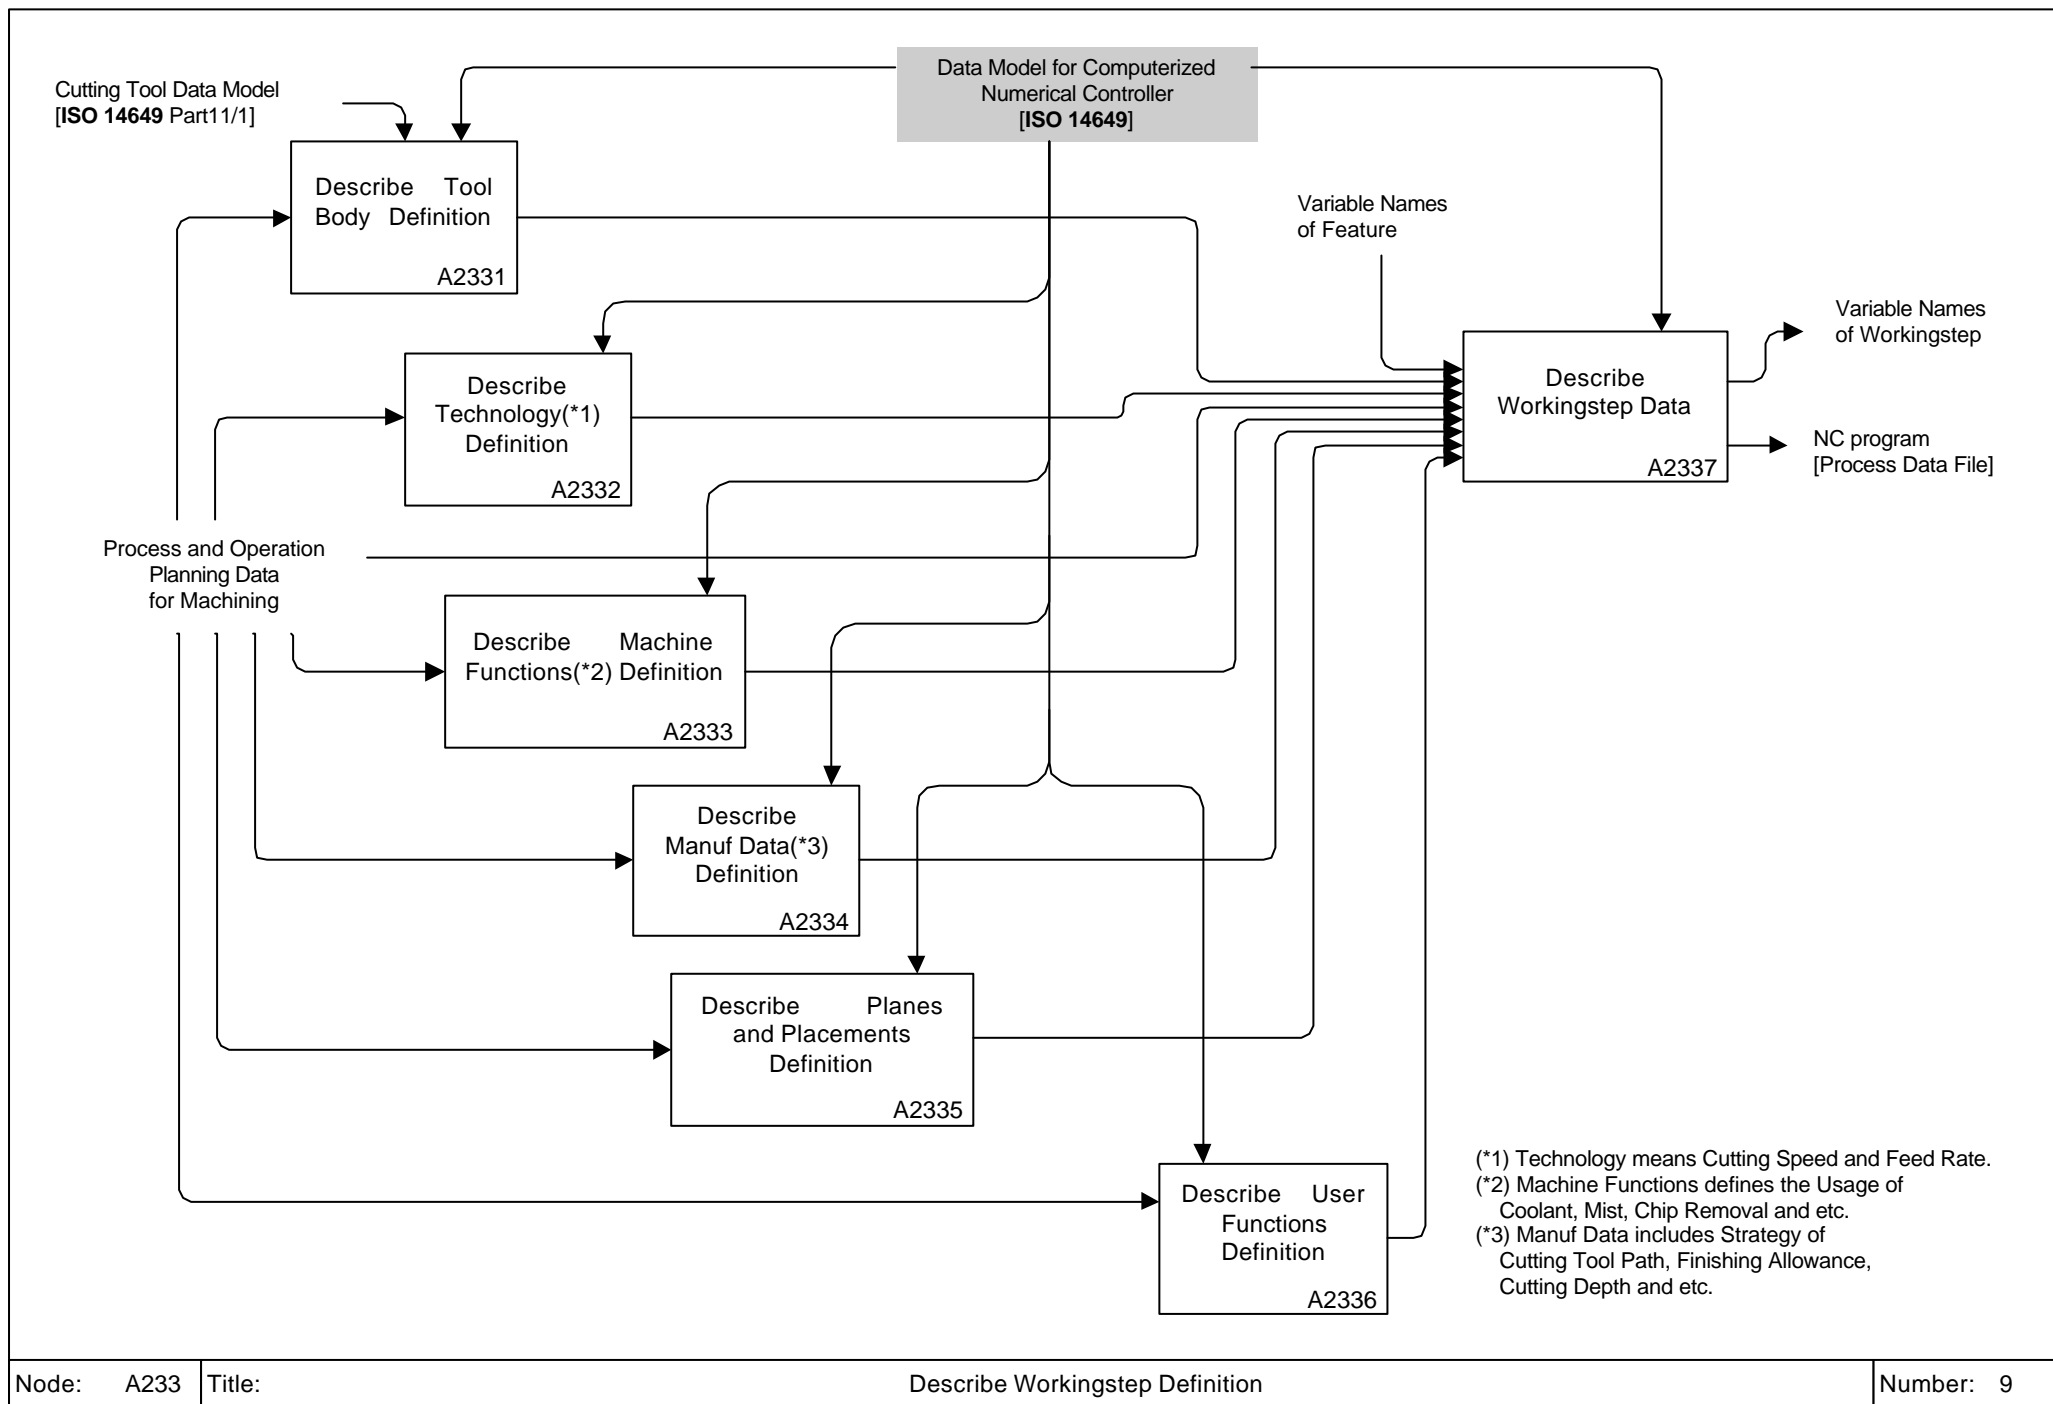 Cutting Tool Data Model
[ISO 14649 Part11/1]
Data Model for Computerized
Numerical Controller
[ISO 14649]
Describe Tool
Body Definition
A2331
Variable Names
of Feature
Describe
Technology(*1)
Definition
A2332
Describe
Workingstep Data
A2337
Variable Names
of Workingstep
NC program
[Process Data File]
Process and Operation
Planning Data
for Machining
Describe Machine
Functions(*2) Definition
A2333
Describe
Manuf Data(*3)
Definition
A2334
Describe Planes
and Placements
Definition
A2335
Describe User
Functions
Definition
A2336
(*1) Technology means Cutting Speed and Feed Rate.
(*2) Machine Functions defines the Usage of
Coolant, Mist, Chip Removal and etc.
(*3) Manuf Data includes Strategy of
Cutting Tool Path, Finishing Allowance,
Cutting Depth and etc.
Node: A233 Title: Describe Workingstep Definition Number: 9